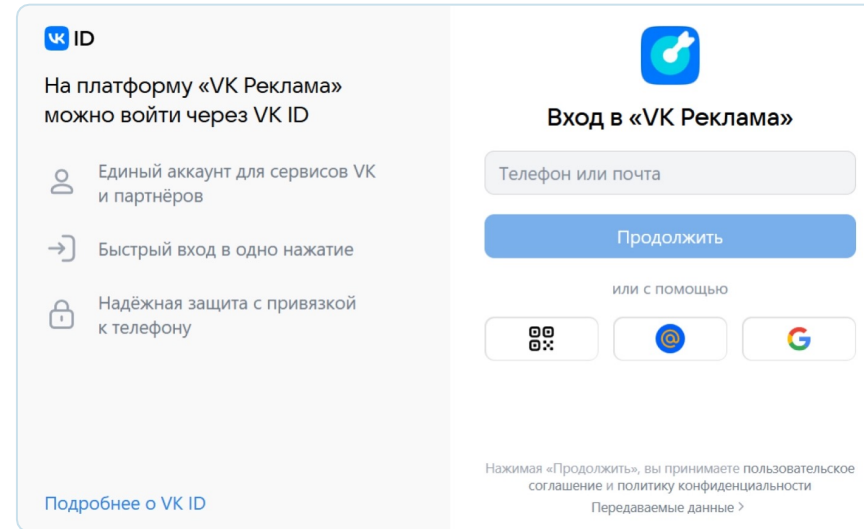 VK ID
На платформу «VK Реклама»
можно войти через VK ID
Единый аккаунт для сервисов VK
и партнёров
Быстрый вход в одно нажатие
Надёжная защита с привязкой
к телефону
Подробнее о VK ID
Вход в «VK Реклама»
Телефон или почта
Продолжить
или с помощью
Нажимая «Продолжить», вы принимаете пользовательское
соглашение и политику конфиденциальности
Передаваемые данные >